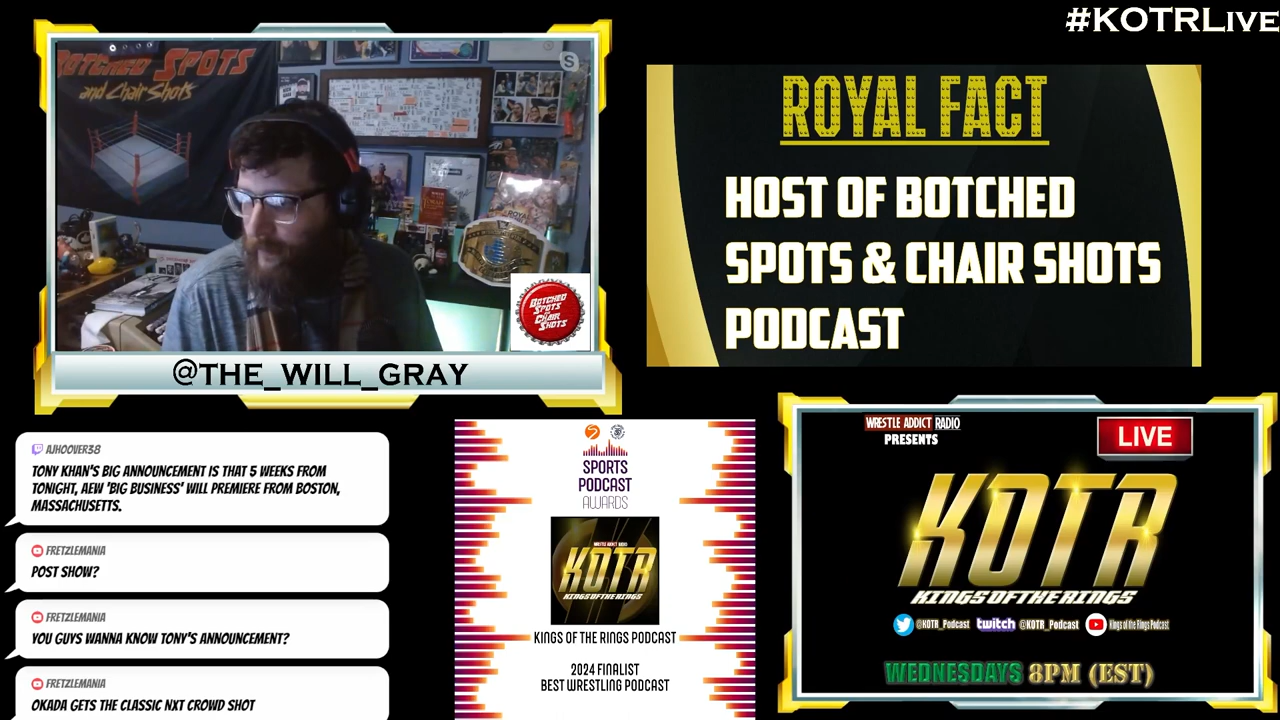 #KOTRLIVE
BOTCHED SPOTS
and Chair Shots
BOTCHED
SPOTS
&
CHAIR
SHOTS
@THE_WILL_GRAY
ROYAL FACT
HOST OF BOTCHED
SPOTS & CHAIR SHOTS
PODCAST
AJHOOVER38
TONY KHAN'S BIG ANNOUNCEMENT IS THAT 5 WEEKS FROM
TONIGHT, AEW 'BIG BUSINESS' WILL PREMIERE FROM BOSTON,
MASSACHUSETTS.
FRETZLEMANIA
POST SHOW?
FRETZLEMANIA
YOU GUYS WANNA KNOW TONY'S ANNOUNCEMENT?
FRETZLEMANIA
OKADA GETS THE CLASSIC NXT CROWD SHOT
SPORTS
PODCAST
AWARDS
WRESTLE ADDICT RADIO
KOTR
KINGS OF THE RINGS
KINGS OF THE RINGS PODCAST
2024 FINALIST
BEST WRESTLING PODCAST
WRESTLE ADDICT RADIO
PRESENTS
LIVE
KOTR
KINGS OF THE RINGS
@KOTR_Podcast twitch @KOTR_Podcast Kings of the Rings Podcast
WEDNESDAYS 8PM (EST)